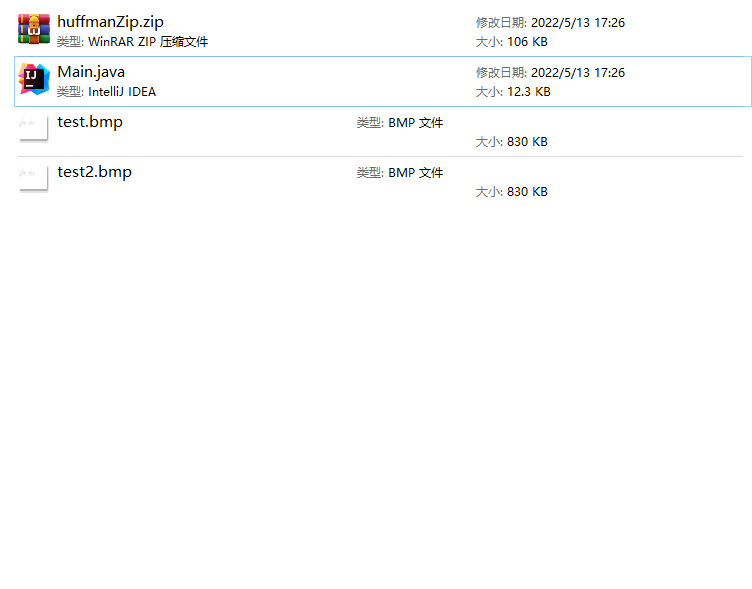 huffmanZip.zip
修改日期: 2022/5/13 17:26
类型: WinRAR ZIP 压缩文件
大小: 106 KB
Main.java
修改日期: 2022/5/13 17:26
类型: IntelliJ IDEA
大小: 12.3 KB
test.bmp
类型: BMP 文件
大小: 830 KB
test2.bmp
类型: BMP 文件
大小: 830 KB